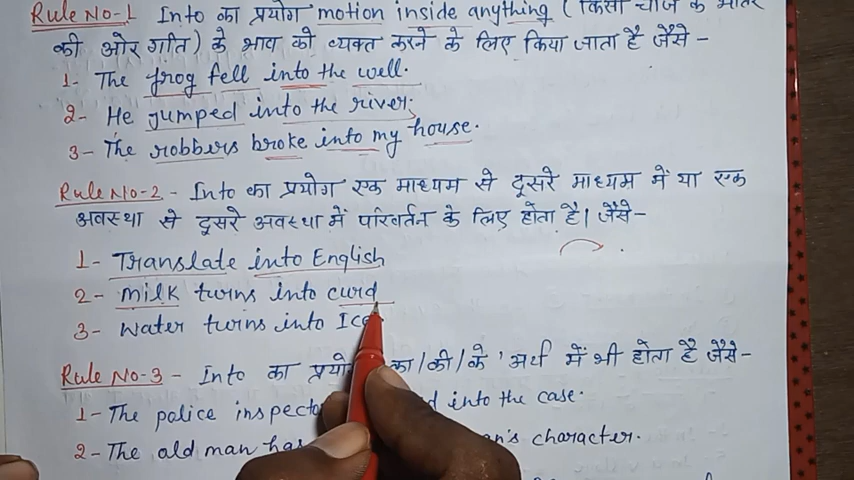 Rule No-1 Into का प्रयोग motion inside anything (किसी चीज के भीतर
की ओर गति) के भाव को व्यक्त करने के लिए किया जाता है जैसे -
1- The frog fell into the well.
2- He jumped into the river.
3- The robbers broke into my house.
Rule No-2 - Into का प्रयोग एक माध्यम से दूसरे माध्यम में या एक
अवस्था से दूसरे अवस्था में परिवर्तन के लिए होता है। जैसे-
1- Translate into English
2- milk turns into curd
3- water turns into Ice
Rule No-3 - Into का प्रयोग का/की/के ' अर्थ में भी होता है जैसे-
1- The police into the case.
2- The old man has character.